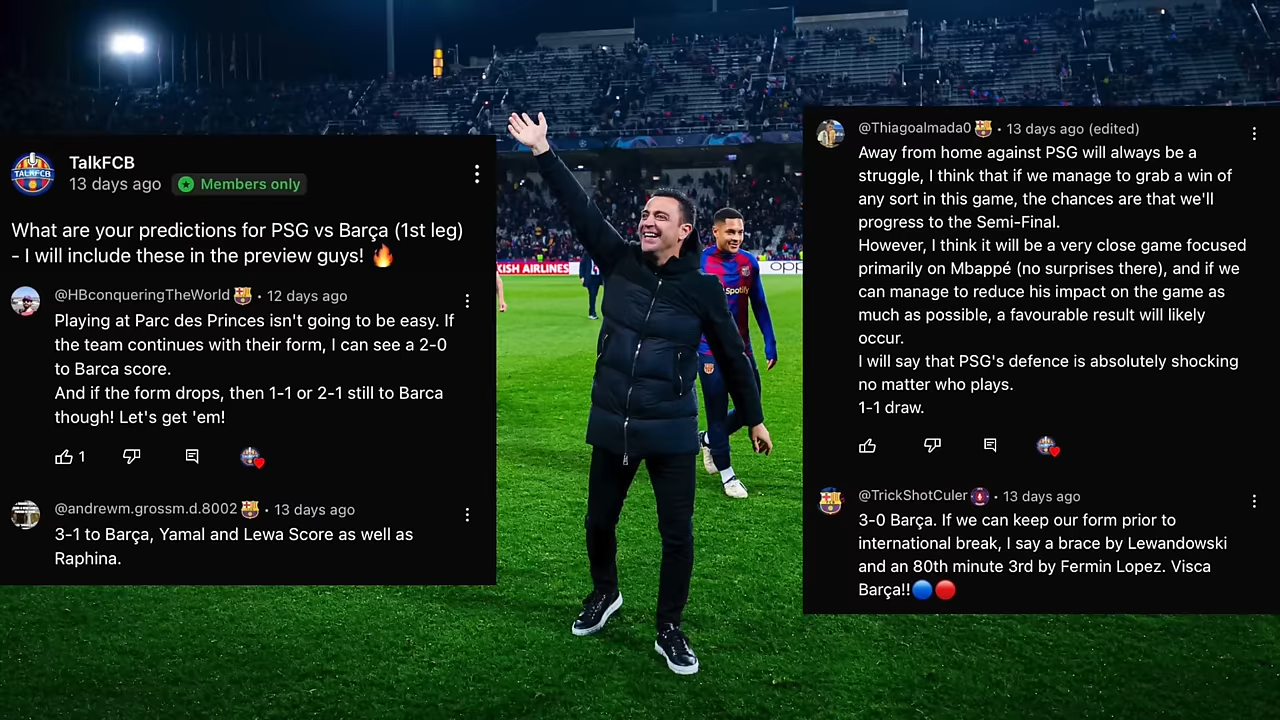 TalkFCB
13 days ago Members only
What are your predictions for PSG vs Barça (1st leg)
- I will include these in the preview guys! 🔥
@HBconqueringTheWorld • 12 days ago
Playing at Parc des Princes isn't going to be easy. If
the team continues with their form, I can see a 2-0
to Barca score.
And if the form drops, then 1-1 or 2-1 still to Barca
though! Let's get 'em!
1
@andrewm.grossm.d.8002 • 13 days ago
3-1 to Barça, Yamal and Lewa Score as well as
Raphina.
@Thiagoalmada0 • 13 days ago (edited)
Away from home against PSG will always be a
struggle, I think that if we manage to grab a win of
any sort in this game, the chances are that we'll
progress to the Semi-Final.
However, I think it will be a very close game focused
primarily on Mbappé (no surprises there), and if we
can manage to reduce his impact on the game as
much as possible, a favourable result will likely
occur.
I will say that PSG's defence is absolutely shocking
no matter who plays.
1-1 draw.
@TrickShotCuler • 13 days ago
3-0 Barça. If we can keep our form prior to
international break, I say a brace by Lewandowski
and an 80th minute 3rd by Fermin Lopez. Visca
Barça!!🔵🔴
TALKFCB
KISH AIRLINES
Spotify
opp